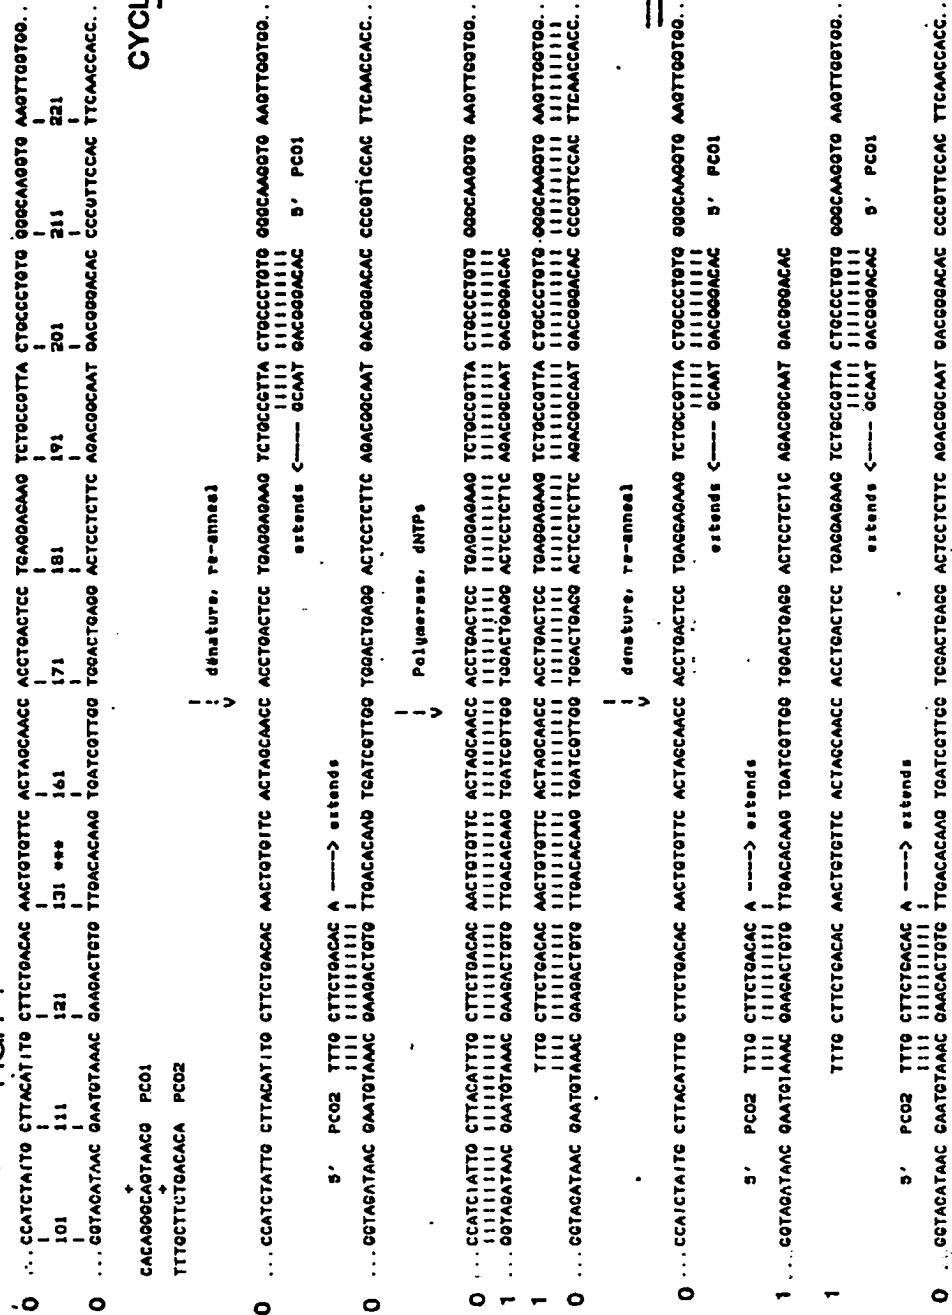 0 ...CCATCTATTG CTTACATTTG CTTCTGACAC AACTGTGTTC ACTAGCAACC ACCTGACTCC TGAGGAGAAG TCTGCCGTTA CTGCCCTGTG GGGCAAGGTG AAGTTGGTGG..
101 111 121 131 *** 161 171 181 191 201 211 221
0 ...GGTAGATAAC GAATGTAAAC GAAGACTGTG TTGACACAAG TGATCGTTGG TGGACTGAGG ACTCCTCTTC AGACGGCAAT GACGGGACAC CCCGTTCCAC TTCAACCACC..
CYCL
+
CACAGGGCAGTAACG PCO1
+
TTTGCTTCTGACACA PCO2
denature, re-anneal
0 ...CCATCTATTG CTTACATTTG CTTCTGACAC AACTGTGTTC ACTAGCAACC ACCTGACTCC TGAGGAGAAG TCTGCCGTTA CTGCCCTGTG GGGCAAGGTG AAGTTGGTGG..
extends <---- GCAAT GACGGGACAC 5' PCO1
5' PCO2 TTTG CTTCTGACAC A ----> extends
0 ...GGTAGATAAC GAATGTAAAC GAAGACTGTG TTGACACAAG TGATCGTTGG TGGACTGAGG ACTCCTCTTC AGACGGCAAT GACGGGACAC CCCGTTCCAC TTCAACCACC..
Polymerase, dNTPs
0 ...CCATCTATTG CTTACATTTG CTTCTGACAC AACTGTGTTC ACTAGCAACC ACCTGACTCC TGAGGAGAAG TCTGCCGTTA CTGCCCTGTG GGGCAAGGTG AAGTTGGTGG..
1 ...GGTAGATAAC GAATGTAAAC GAAGACTGTG TTGACACAAG TGATCGTTGG TGGACTGAGG ACTCCTCTTC AGACGGCAAT GACGGGACAC
1 TTTG CTTCTGACAC AACTGTGTTC ACTAGCAACC ACCTGACTCC TGAGGAGAAG TCTGCCGTTA CTGCCCTGTG GGGCAAGGTG AAGTTGGTGG..
0 ...GGTAGATAAC GAATGTAAAC GAAGACTGTG TTGACACAAG TGATCGTTGG TGGACTGAGG ACTCCTCTTC AGACGGCAAT GACGGGACAC CCCGTTCCAC TTCAACCACC..
denature, re-anneal
0 ...CCATCTATTG CTTACATTTG CTTCTGACAC AACTGTGTTC ACTAGCAACC ACCTGACTCC TGAGGAGAAG TCTGCCGTTA CTGCCCTGTG GGGCAAGGTG AAGTTGGTGG..
extends <---- GCAAT GACGGGACAC 5' PCO1
5' PCO2 TTTG CTTCTGACAC A ----> extends
1 ...GGTAGATAAC GAATGTAAAC GAAGACTGTG TTGACACAAG TGATCGTTGG TGGACTGAGG ACTCCTCTTC AGACGGCAAT GACGGGACAC
1 TTTG CTTCTGACAC AACTGTGTTC ACTAGCAACC ACCTGACTCC TGAGGAGAAG TCTGCCGTTA CTGCCCTGTG GGGCAAGGTG AAGTTGGTGG..
extends <---- GCAAT GACGGGACAC 5' PCO1
5' PCO2 TTTG CTTCTGACAC A ----> extends
0 ...GGTAGATAAC GAATGTAAAC GAAGACTGTG TTGACACAAG TGATCGTTGG TGGACTGAGG ACTCCTCTTC AGACGGCAAT GACGGGACAC CCCGTTCCAC TTCAACCACC..